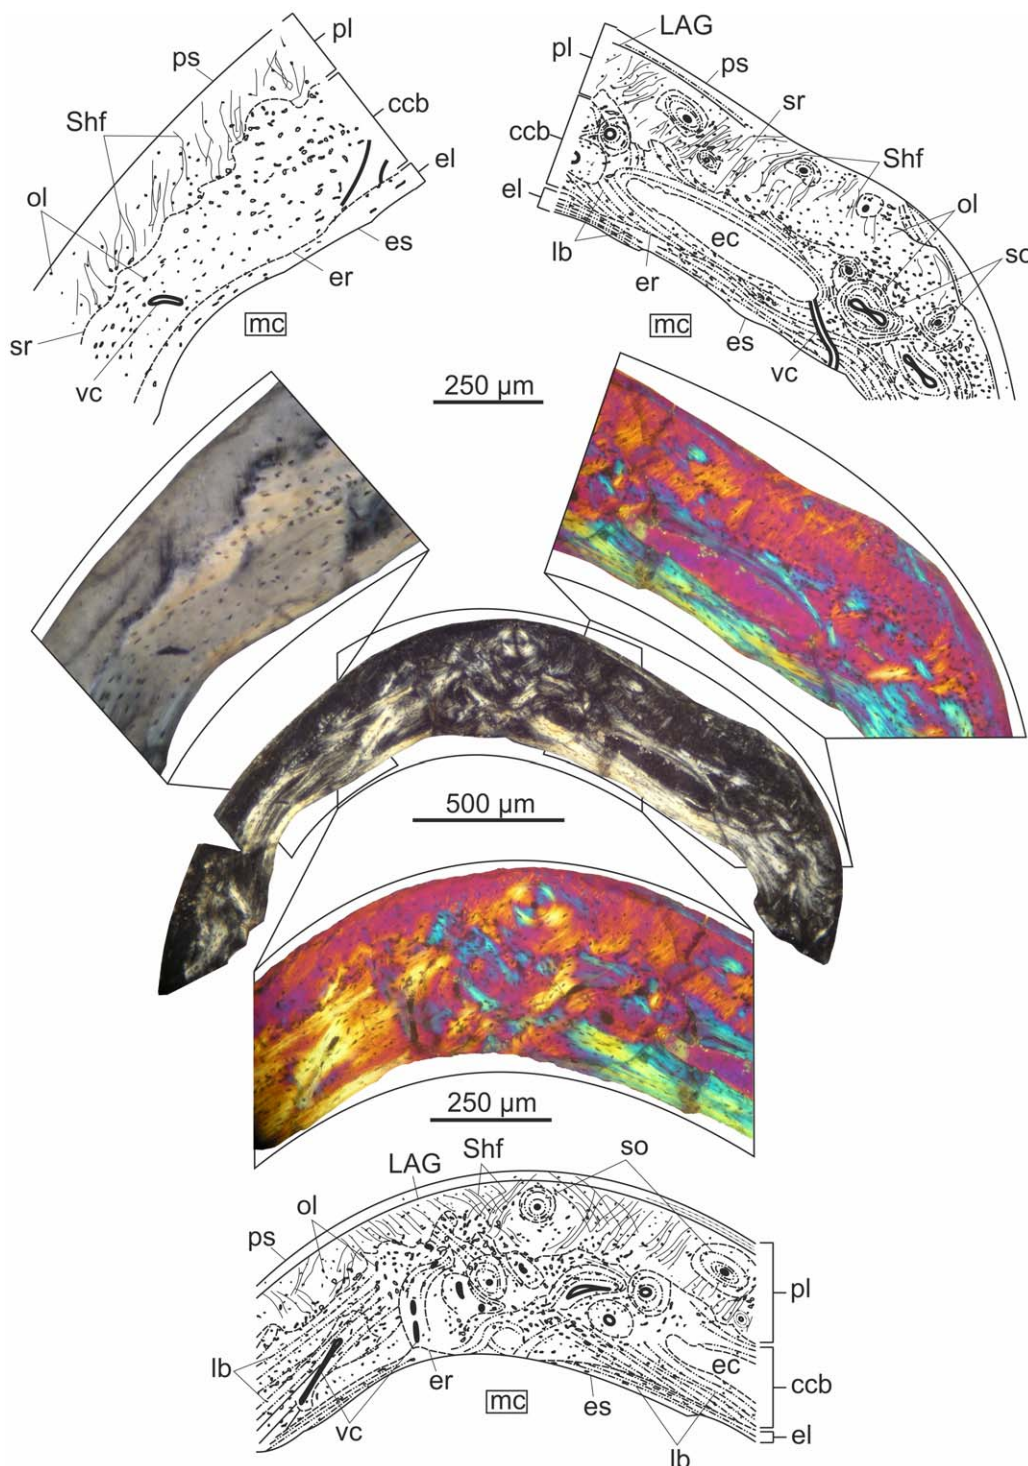 pl
ps
ccb
Shf
el
ol
es
er
mc
sr
vc
LAG
pl
ps
sr
ccb
Shf
el
ol
ec
so
lb
er
mc
es
vc
250 µm
500 µm
250 µm
Shf
so
LAG
ol
ps
pl
lb
ec
er
mc
es
ccb
vc
el
lb